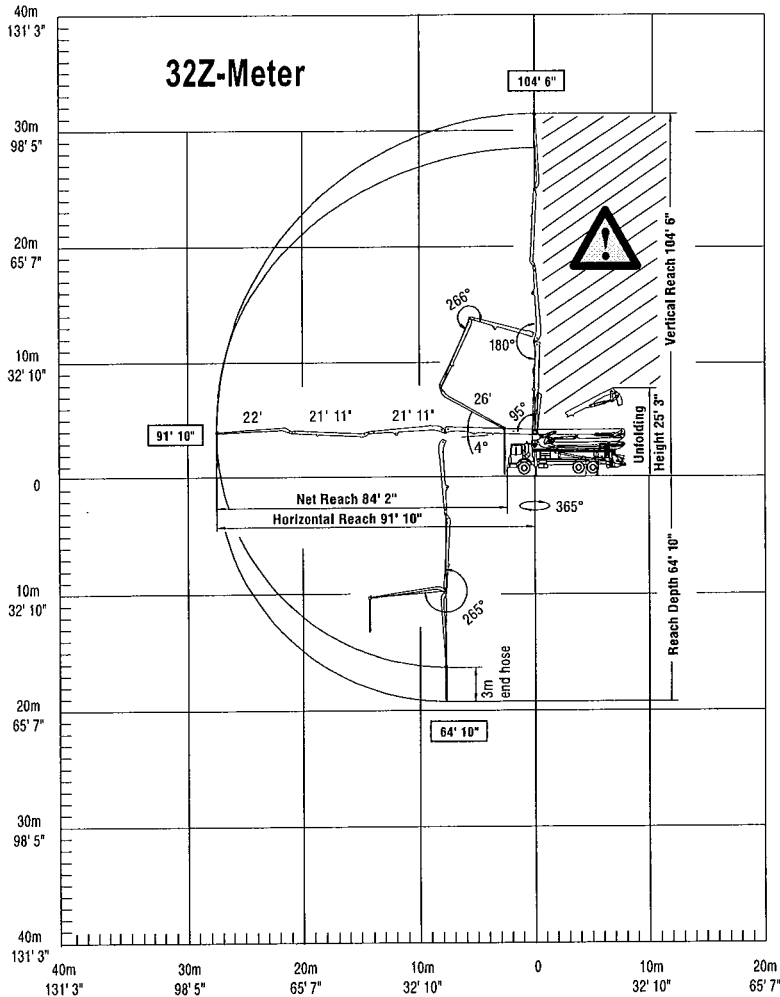 40m
131' 3"
32Z-Meter
104' 6"
30m
98' 5"
20m
65' 7"
!
Vertical Reach 104' 6"
266°
180°
10m
32' 10"
26'
95°
22'
21' 11"
21' 11"
91' 10"
4°
Unfolding
Height 25' 3"
0
Net Reach 84' 2"
Horizontal Reach 91' 10"
365°
10m
32' 10"
265°
Reach Depth 64' 10"
3m
end hose
20m
65' 7"
64' 10"
30m
98' 5"
40m
131' 3"
40m
131' 3"
30m
98' 5"
20m
65' 7"
10m
32' 10"
0
10m
32' 10"
20m
65' 7"